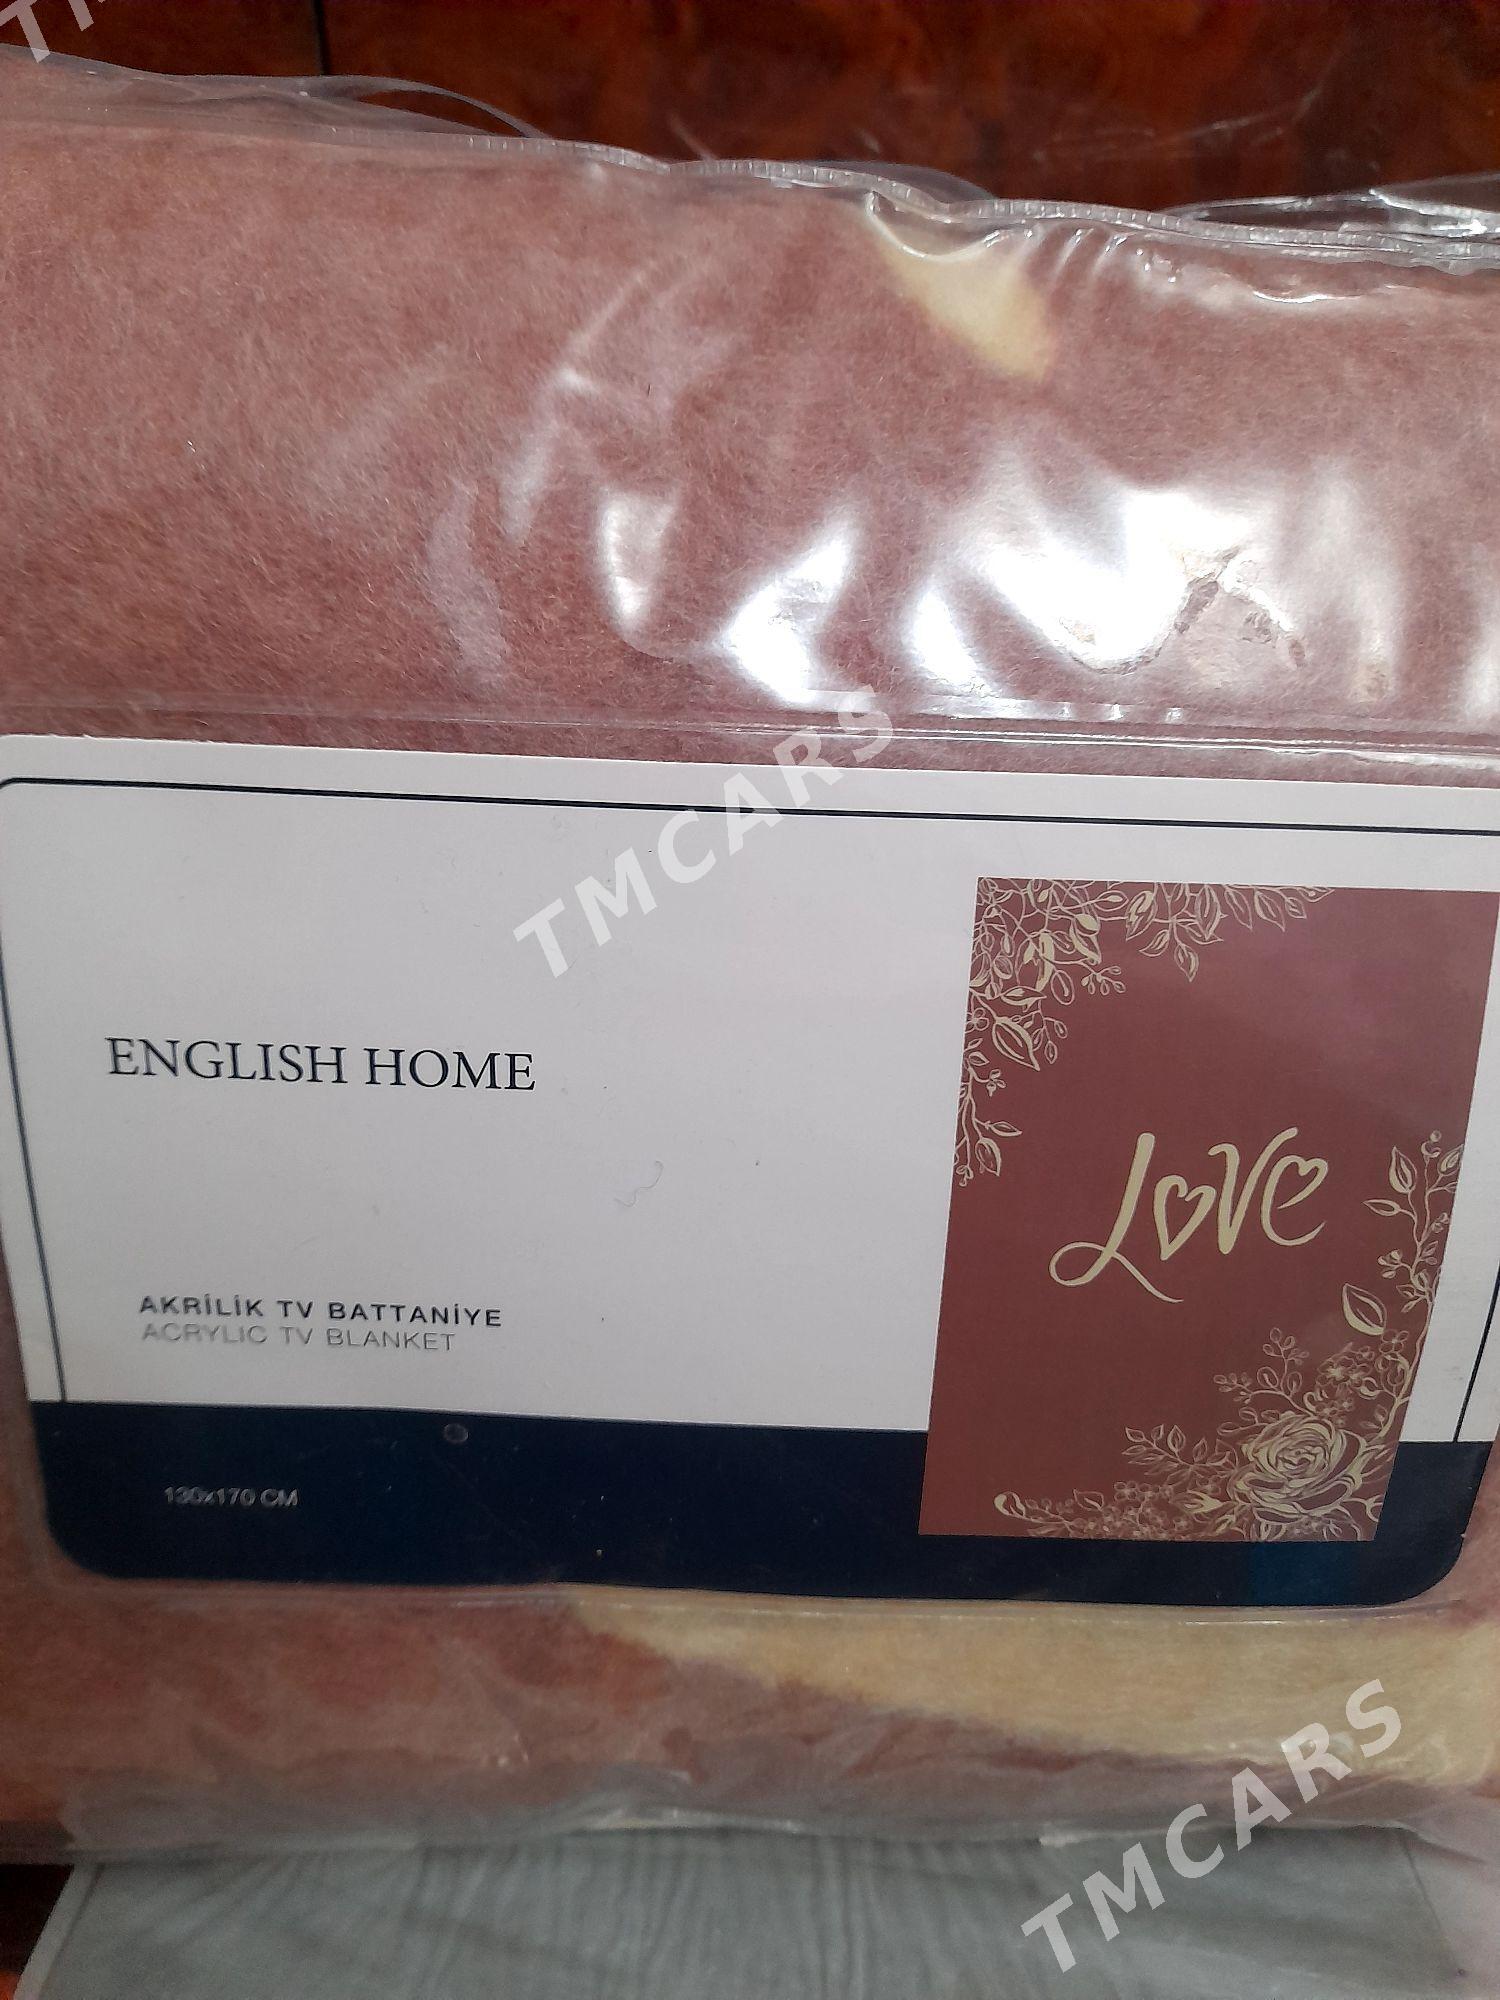 TMCARS
ENGLISH HOME
Love
AKRİLİK TV BATTANİYE
ACRYLIC TV BLANKET
130x170 CM
TMCARS